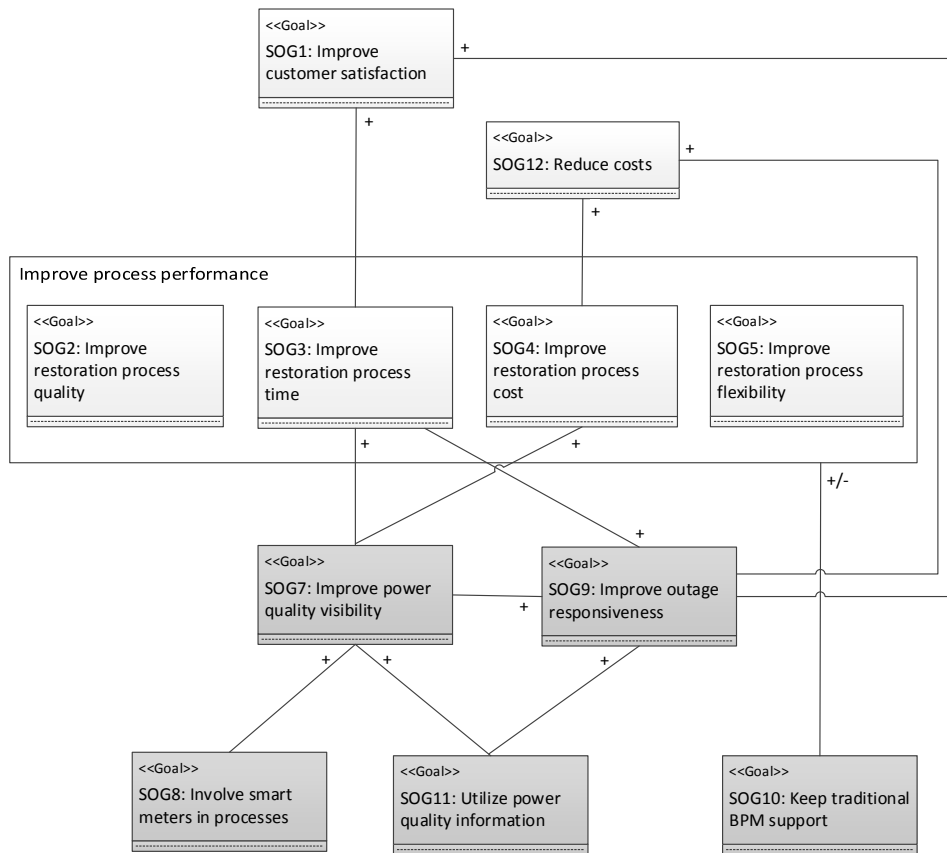 <<Goal>>
SOG1: Improve
customer satisfaction
+
+
<<Goal>>
SOG12: Reduce costs
+
+
Improve process performance
<<Goal>>
SOG2: Improve
restoration process
quality
<<Goal>>
SOG3: Improve
restoration process
time
<<Goal>>
SOG4: Improve
restoration process
cost
<<Goal>>
SOG5: Improve
restoration process
flexibility
+
+
+/-
+
<<Goal>>
SOG7: Improve power
quality visibility
+
<<Goal>>
SOG9: Improve outage
responsiveness
+
+
+
<<Goal>>
SOG8: Involve smart
meters in processes
<<Goal>>
SOG11: Utilize power
quality information
<<Goal>>
SOG10: Keep traditional
BPM support